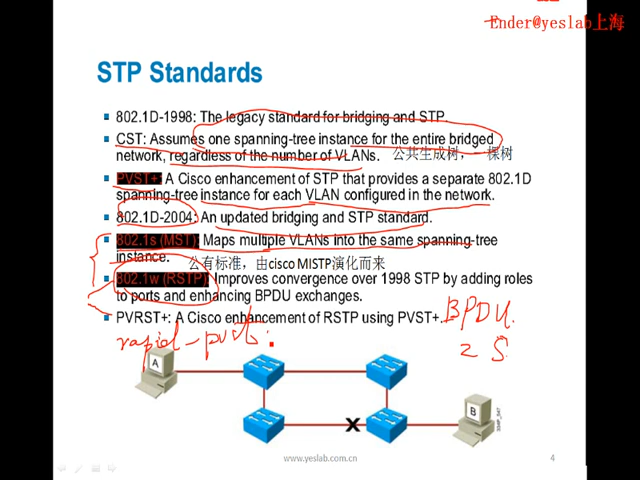 Ender@yeslab上海
STP Standards
802.1D-1998: The legacy standard for bridging and STP.
CST: Assumes one spanning-tree instance for the entire bridged
network, regardless of the number of VLANs. 公共生成树，一棵树
PVST+: A Cisco enhancement of STP that provides a separate 802.1D
spanning-tree instance for each VLAN configured in the network.
802.1D-2004: An updated bridging and STP standard.
802.1s (MST): Maps multiple VLANs into the same spanning-tree
instance. 公有标准，由cisco MISTP演化而来
802.1w (RSTP): Improves convergence over 1998 STP by adding roles
to ports and enhancing BPDU exchanges.
PVRST+: A Cisco enhancement of RSTP using PVST+.
BPDU
rapid-pvst:
2 S
A
B
www.yeslab.com.cn
4